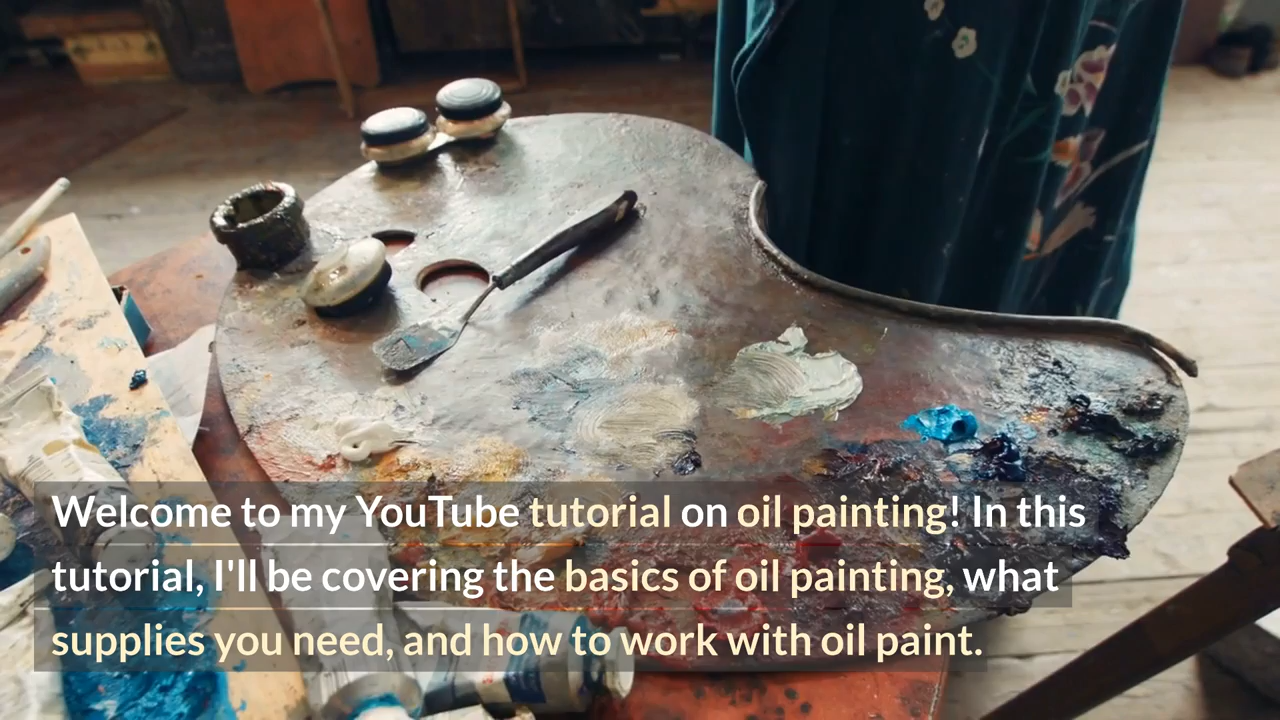 Welcome to my YouTube tutorial on oil painting! In this
tutorial, I'll be covering the basics of oil painting, what
supplies you need, and how to work with oil paint.